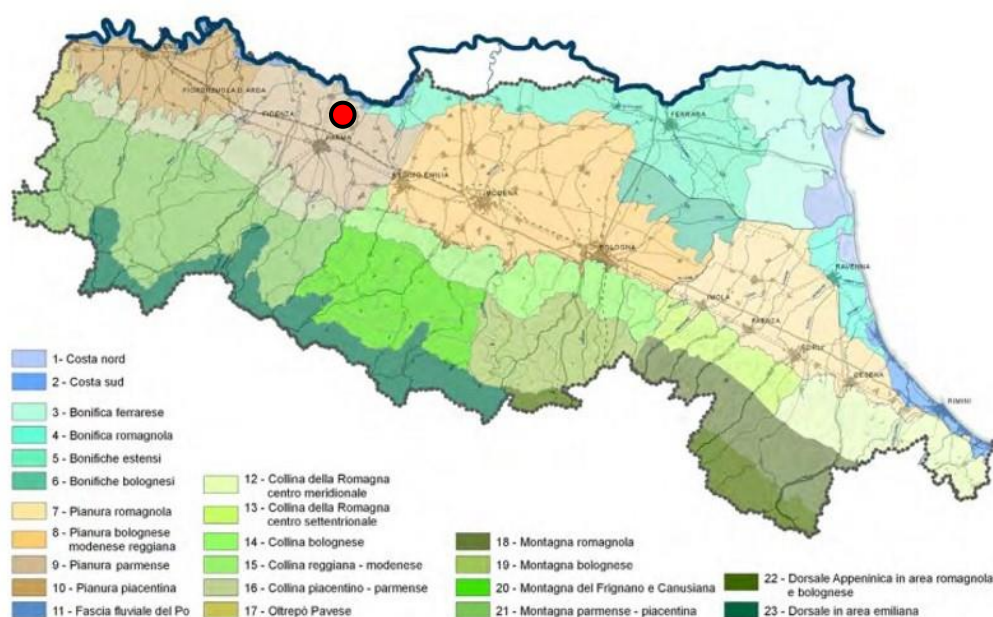 FIORENZUOLA D'ARDA
FIDENZA
PARMA
REGGIO EMILIA
MODENA
BOLOGNA
FERRARA
RAVENNA
IMOLA
FAENZA
FORLI'
CESENA
RIMINI
1- Costa nord
2 - Costa sud
3 - Bonifica ferrarese
4 - Bonifica romagnola
5 - Bonifiche estensi
6 - Bonifiche bolognesi
7 - Pianura romagnola
8 - Pianura bolognese
modenese reggiana
9 - Pianura parmense
10 - Pianura piacentina
11 - Fascia fluviale del Po
12 - Collina della Romagna
centro meridionale
13 - Collina della Romagna
centro settentrionale
14 - Collina bolognese
15 - Collina reggiana - modenese
16 - Collina piacentino - parmense
17 - Oltrepò Pavese
18 - Montagna romagnola
19 - Montagna bolognese
20 - Montagna del Frignano e Canusiana
21 - Montagna parmense - piacentina
22 - Dorsale Appeninica in area romagnola
e bolognese
23 - Dorsale in area emiliana